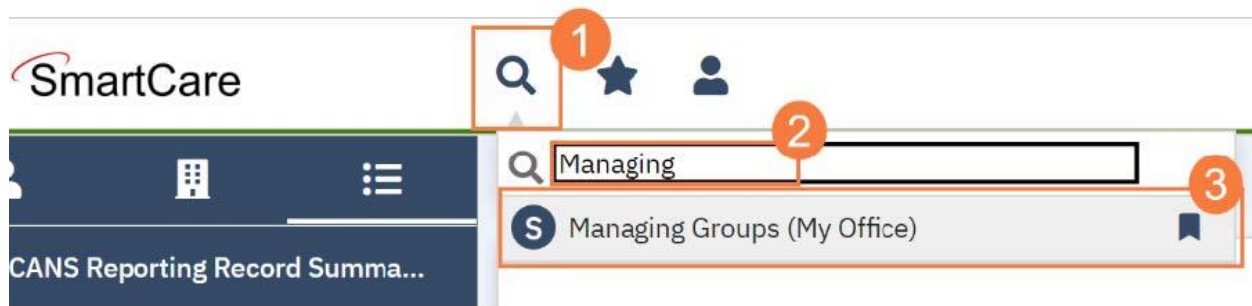 1
SmartCare
2
Managing
3
S Managing Groups (My Office)
CANS Reporting Record Summa...